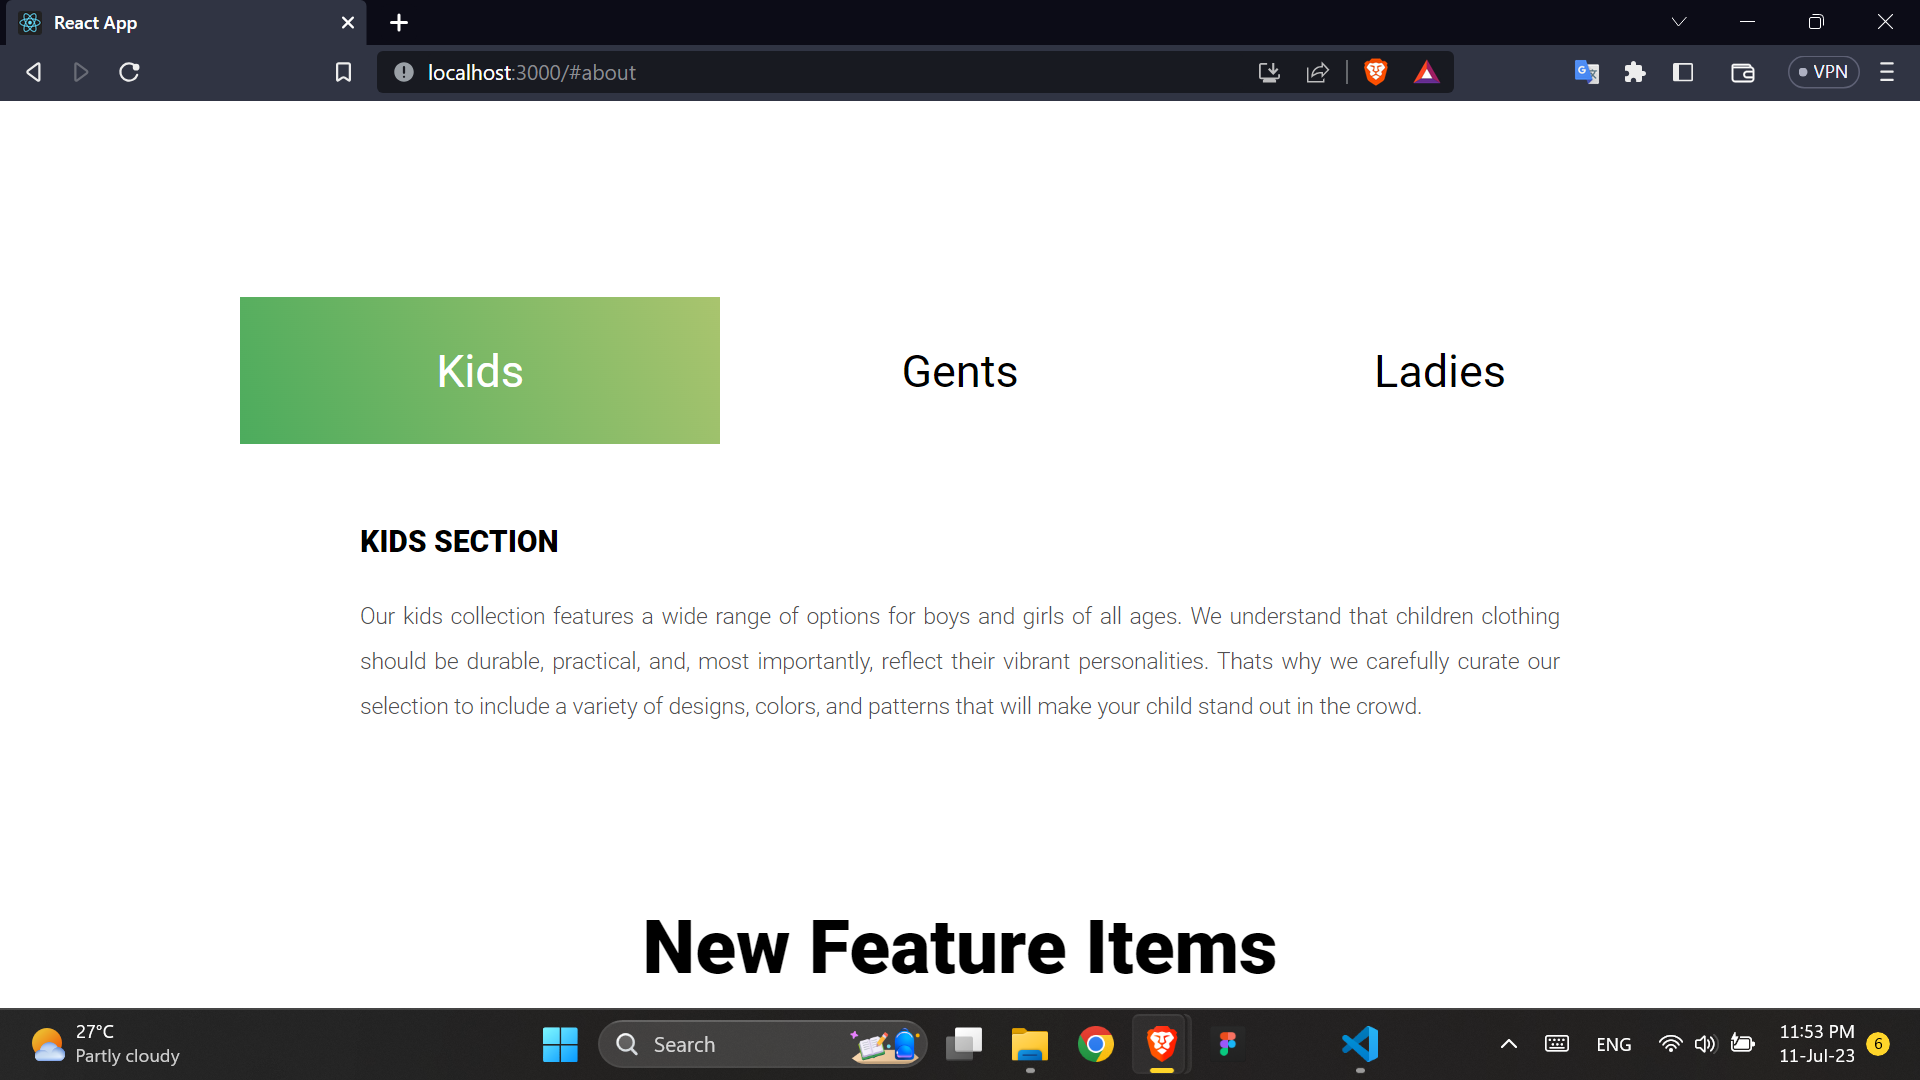 React App
localhost:3000/#about
VPN
Kids
Gents
Ladies
KIDS SECTION
Our kids collection features a wide range of options for boys and girls of all ages. We understand that children clothing
should be durable, practical, and, most importantly, reflect their vibrant personalities. Thats why we carefully curate our
selection to include a variety of designs, colors, and patterns that will make your child stand out in the crowd.
New Feature Items
27°C
Partly cloudy
Search
ENG
11:53 PM
11-Jul-23
6